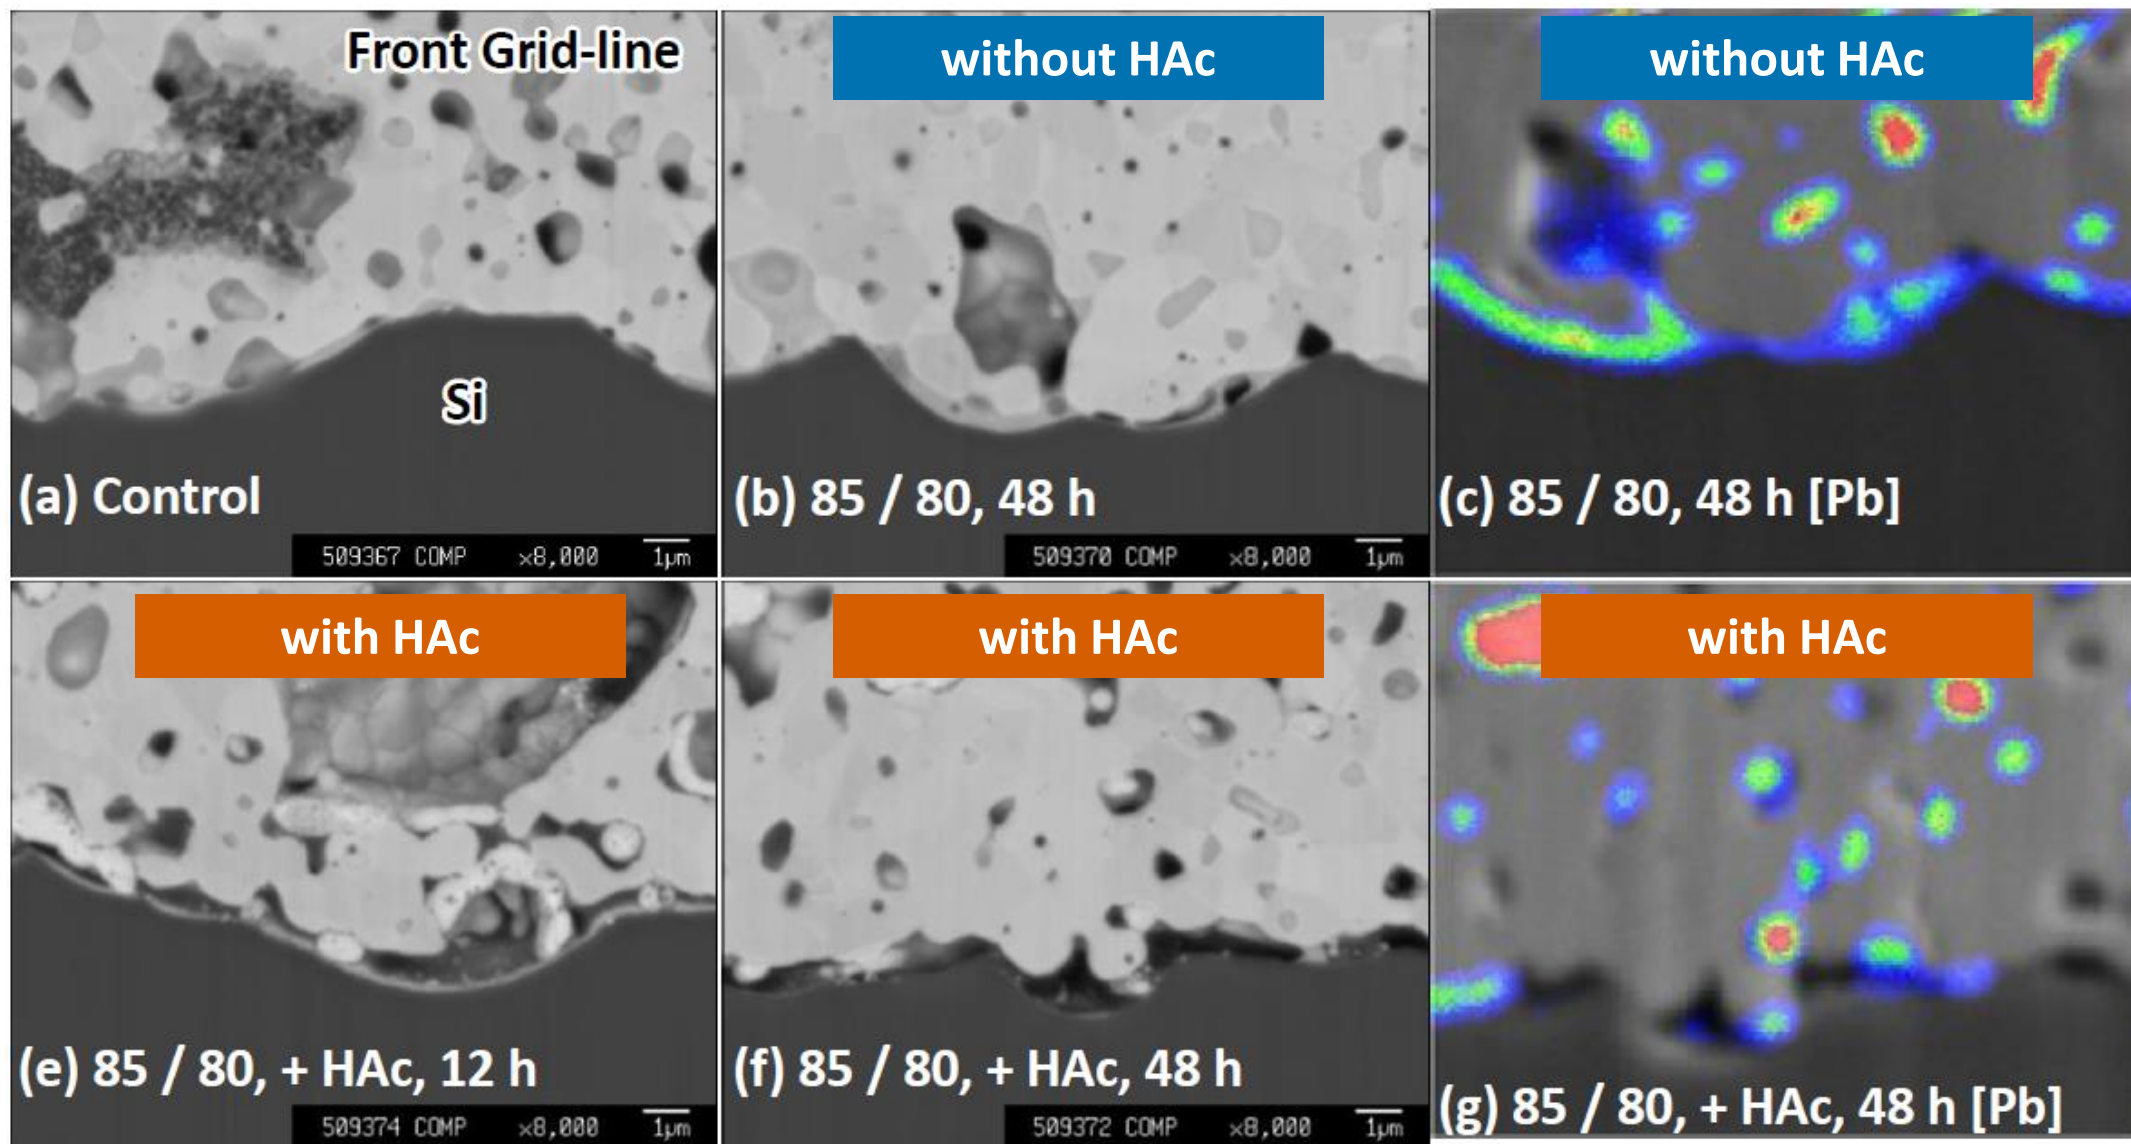 Front Grid-line
Si
(a) Control
509367 COMP ×8,000 1µm
without HAc
(b) 85 / 80, 48 h
509370 COMP ×8,000 1µm
without HAc
(c) 85 / 80, 48 h [Pb]
with HAc
(e) 85 / 80, + HAc, 12 h
509374 COMP ×8,000 1µm
with HAc
(f) 85 / 80, + HAc, 48 h
509372 COMP ×8,000 1µm
with HAc
(g) 85 / 80, + HAc, 48 h [Pb]